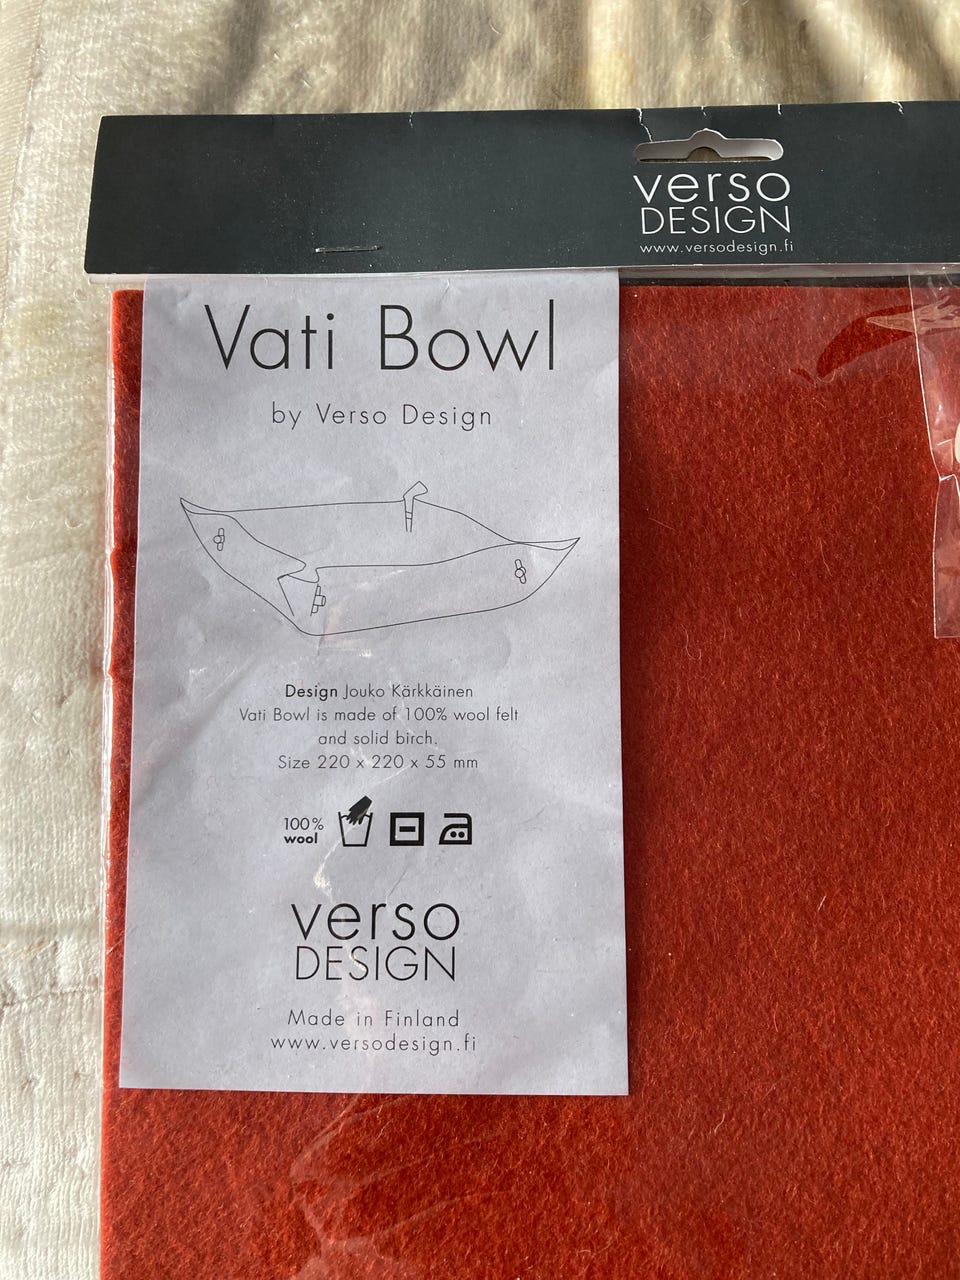 verso
DESIGN
www.versodesign.fi
Vati Bowl
by Verso Design
Design Jouko Kärkkäinen
Vati Bowl is made of 100% wool felt
and solid birch.
Size 220 x 220 x 55 mm
100%
wool
verso
DESIGN
Made in Finland
www.versodesign.fi